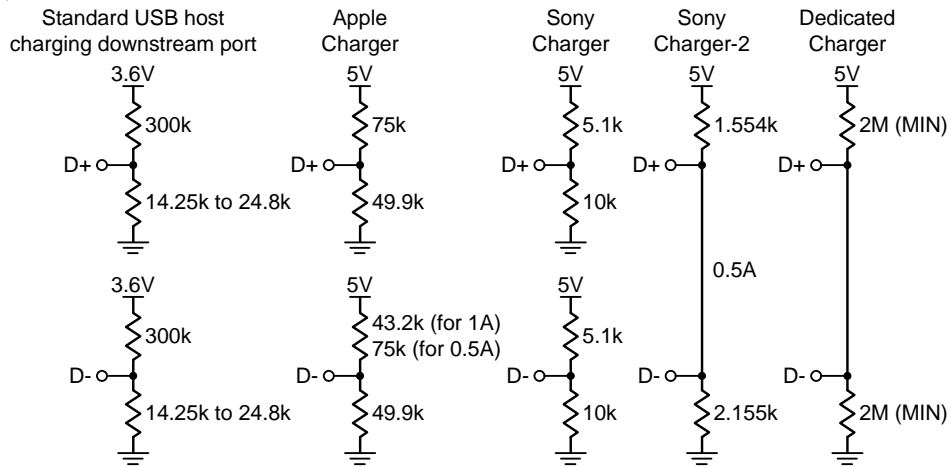 Standard USB host
charging downstream port
Apple
Charger
Sony
Charger
Sony
Charger-2
Dedicated
Charger
3.6V
5V
5V
5V
5V
300k
75k
5.1k
1.554k
2M (MIN)
D+
D+
D+
D+
D+
14.25k to 24.8k
49.9k
10k
0.5A
3.6V
5V
5V
300k
43.2k (for 1A)
75k (for 0.5A)
5.1k
D-
D-
D-
D-
D-
14.25k to 24.8k
49.9k
10k
2.155k
2M (MIN)